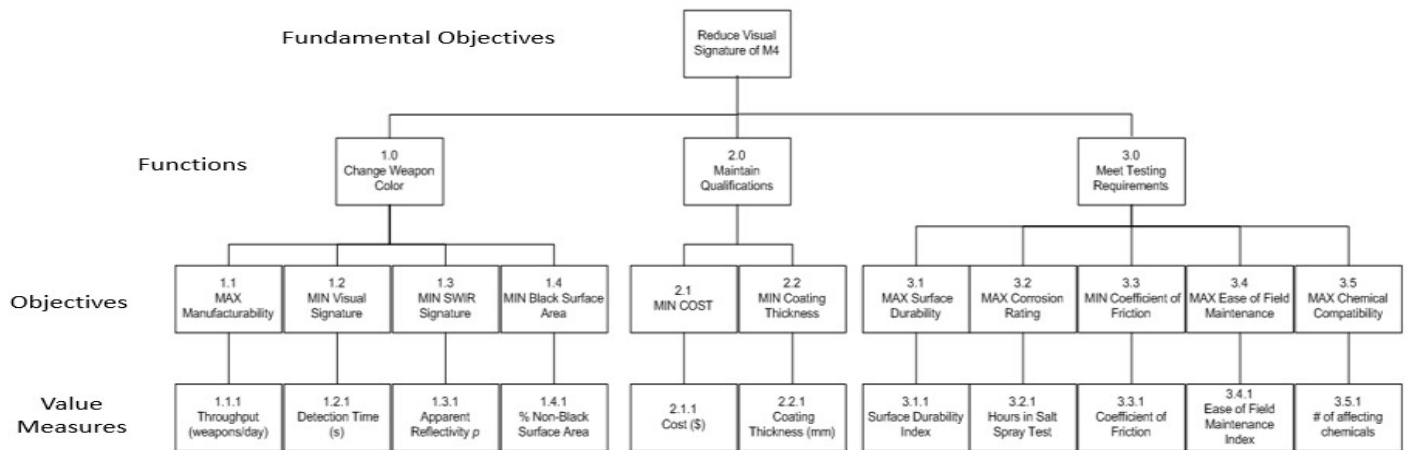 Fundamental Objectives
Reduce Visual
Signature of M4
Functions
1.0
Change Weapon
Color
2.0
Maintain
Qualifications
3.0
Meet Testing
Requirements
Objectives
1.1
MAX
Manufacturability
1.2
MIN Visual
Signature
1.3
MIN SWIR
Signature
1.4
MIN Black Surface
Area
2.1
MIN COST
2.2
MIN Coating
Thickness
3.1
MAX Surface
Durability
3.2
MAX Corrosion
Rating
3.3
MIN Coefficient of
Friction
3.4
MAX Ease of Field
Maintenance
3.5
MAX Chemical
Compatibility
Value
Measures
1.1.1
Throughput
(weapons/day)
1.2.1
Detection Time
(s)
1.3.1
Apparent
Reflectivity p
1.4.1
% Non-Black
Surface Area
2.1.1
Cost ($)
2.2.1
Coating
Thickness (mm)
3.1.1
Surface Durability
Index
3.2.1
Hours in Salt
Spray Test
3.3.1
Coefficient of
Friction
3.4.1
Ease of Field
Maintenance
Index
3.5.1
# of affecting
chemicals